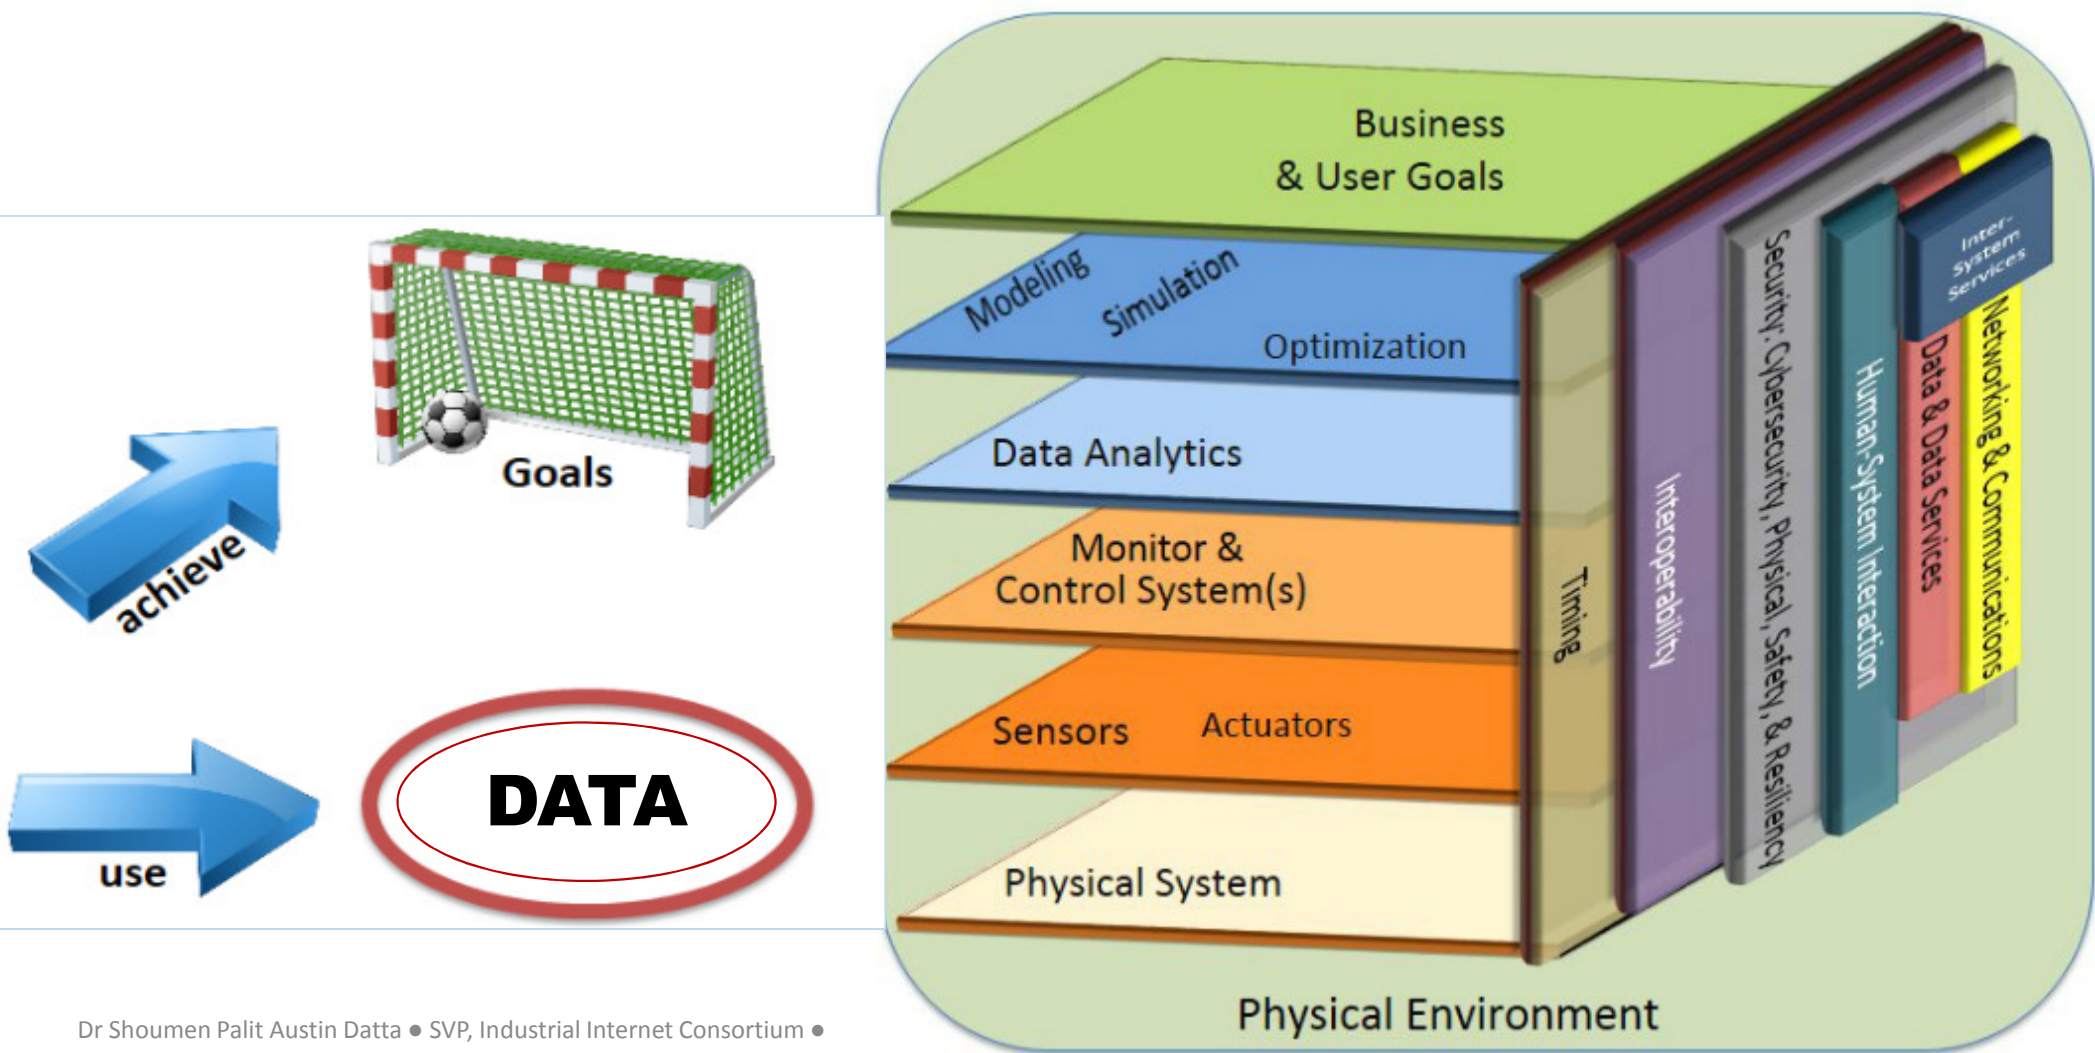 Goals
achieve
DATA
use
Dr Shoumen Palit Austin Datta ● SVP, Industrial Internet Consortium ●
Business
& User Goals
Modeling
Simulation
Optimization
Data Analytics
Monitor &
Control System(s)
Sensors
Actuators
Physical System
Timing
Interoperability
Security: Cybersecurity, Physical, Safety, & Resiliency
Human-System Interaction
Data & Data Services
Networking & Communications
Inter-
System
Services
Physical Environment